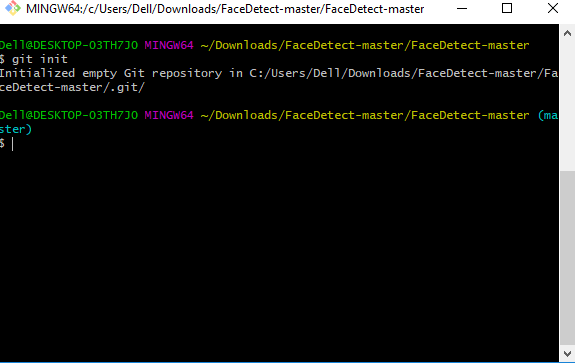 MINGW64:/c/Users/Dell/Downloads/FaceDetect-master/FaceDetect-master
Dell@DESKTOP-03TH7JO MINGW64 ~/Downloads/FaceDetect-master/FaceDetect-master
$ git init
Initialized empty Git repository in C:/Users/Dell/Downloads/FaceDetect-master/Fa
ceDetect-master/.git/
Dell@DESKTOP-03TH7JO MINGW64 ~/Downloads/FaceDetect-master/FaceDetect-master (ma
ster)
$